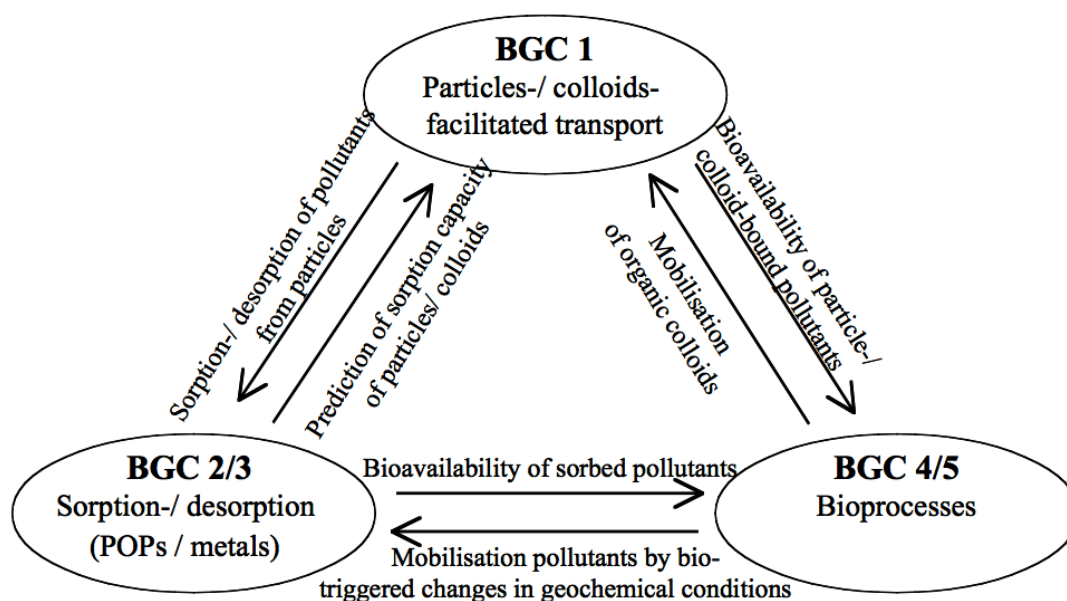 BGC 1
Particles-/ colloids-
facilitated transport
Sorption-/ desorption of pollutants
from particles
Prediction of sorption capacity
of particles/ colloids
Mobilisation
of organic colloids
Bioavailability of particle-/
colloid-bound pollutants
BGC 2/3
Sorption-/ desorption
(POPs / metals)
Bioavailability of sorbed pollutants
Mobilisation pollutants by bio-
triggered changes in geochemical conditions
BGC 4/5
Bioprocesses